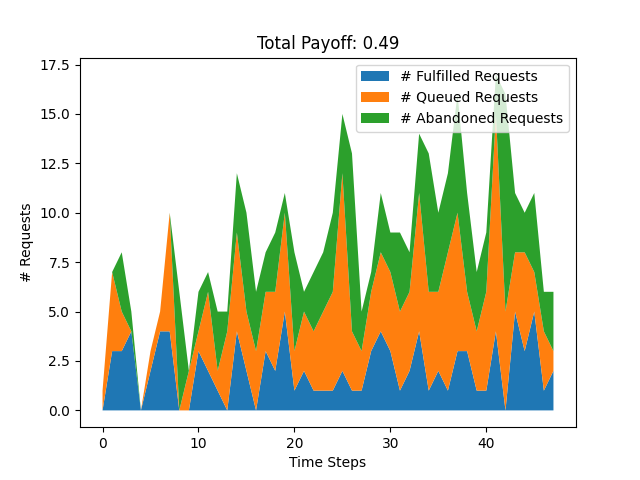 Total Payoff: 0.49
# Fulfilled Requests
# Queued Requests
# Abandoned Requests
# Requests
17.5
15.0
12.5
10.0
7.5
5.0
2.5
0.0
0 10 20 30 40
Time Steps